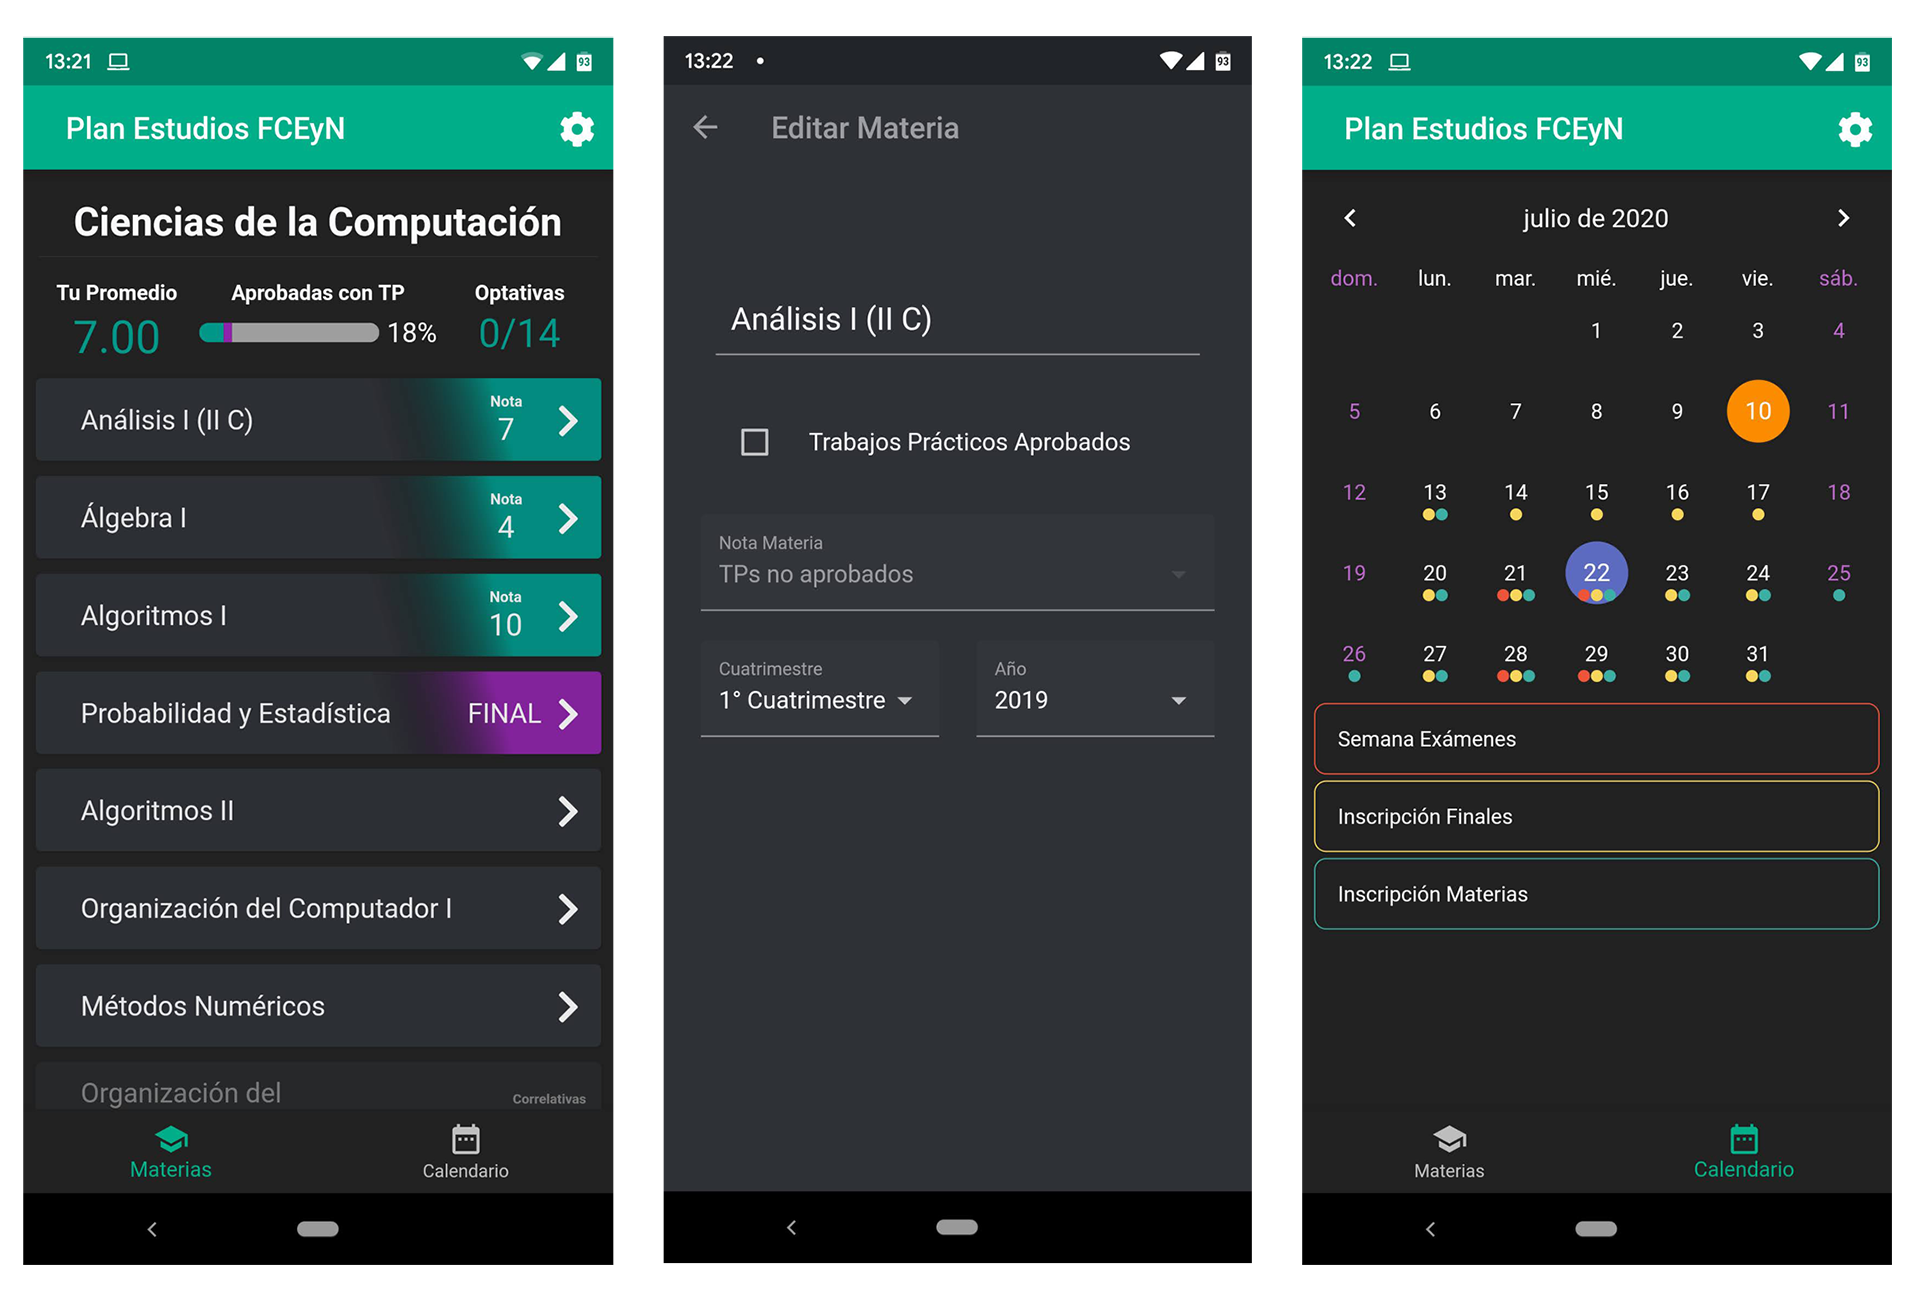 13:21
93
Plan Estudios FCEyN
Ciencias de la Computación
Tu Promedio Aprobadas con TP Optativas
7.00 18% 0/14
Análisis I (II C) Nota 7
Álgebra I Nota 4
Algoritmos I Nota 10
Probabilidad y Estadística FINAL
Algoritmos II
Organización del Computador I
Métodos Numéricos
Organización del Correlativas
Materias Calendario
13:22
93
Editar Materia
Análisis I (II C)
Trabajos Prácticos Aprobados
Nota Materia
TPs no aprobados
Cuatrimestre Año
1° Cuatrimestre 2019
13:22
93
Plan Estudios FCEyN
julio de 2020
dom. lun. mar. mié. jue. vie. sáb.
1 2 3 4
5 6 7 8 9 10 11
12 13 14 15 16 17 18
19 20 21 22 23 24 25
26 27 28 29 30 31
Semana Exámenes
Inscripción Finales
Inscripción Materias
Materias Calendario